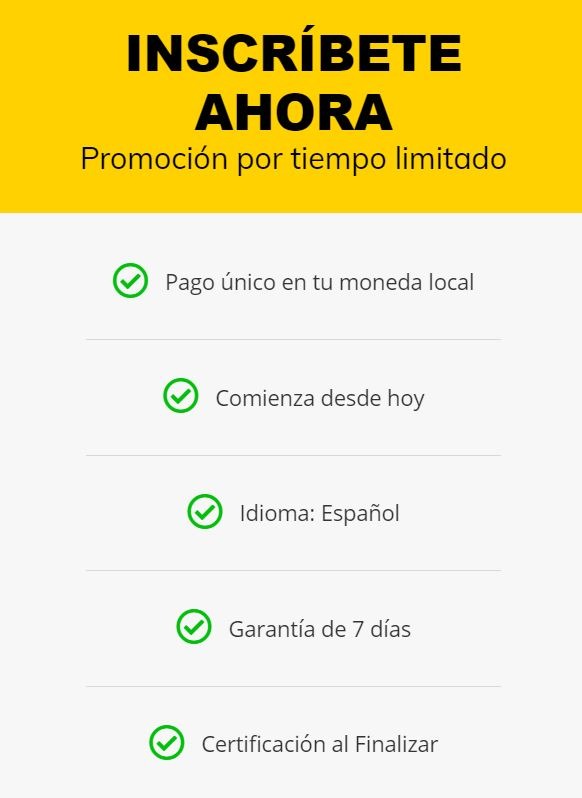 INSCRÍBETE
AHORA
Promoción por tiempo limitado
Pago único en tu moneda local
Comienza desde hoy
Idioma: Español
Garantía de 7 días
Certificación al Finalizar